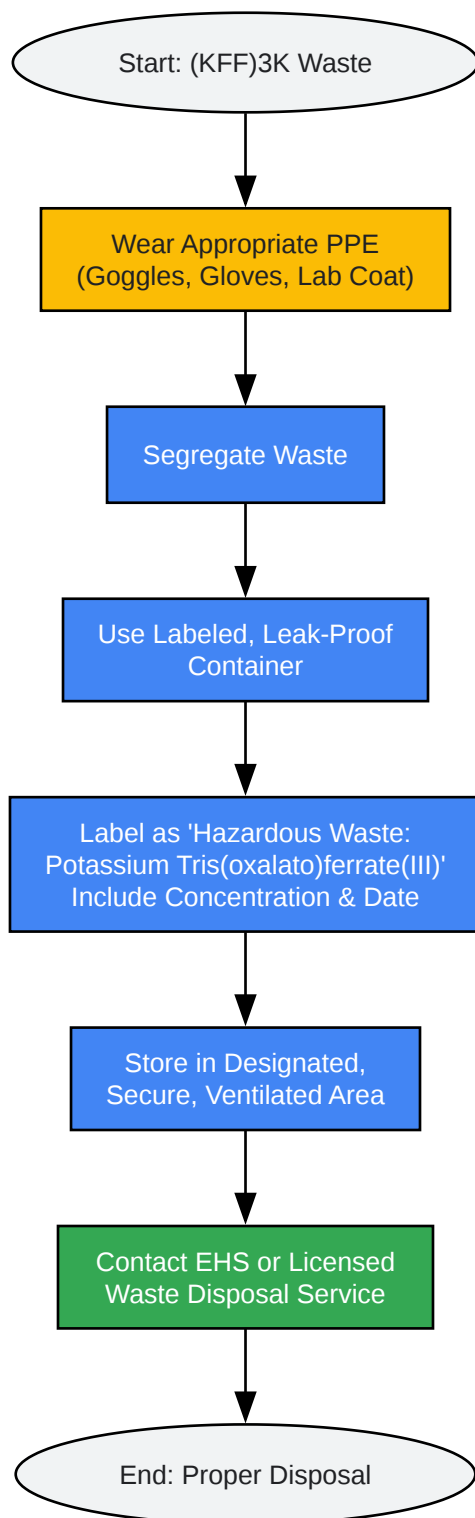 Start: (KFF)3K Waste
Wear Appropriate PPE
(Goggles, Gloves, Lab Coat)
Segregate Waste
Use Labeled, Leak-Proof
Container
Label as 'Hazardous Waste:
Potassium Tris(oxalato)ferrate(III)'
Include Concentration & Date
Store in Designated,
Secure, Ventilated Area
Contact EHS or Licensed
Waste Disposal Service
End: Proper Disposal